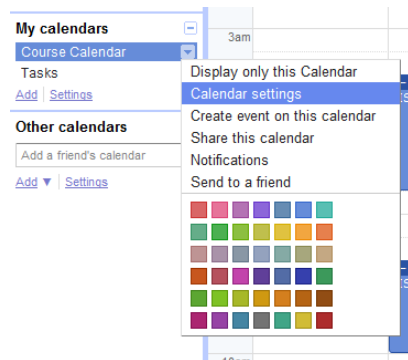 My calendars
Course Calendar
Tasks
Add Settings
Other calendars
Add a friend's calendar
Add ▼ Settings
3am
Display only this Calendar
Calendar settings
Create event on this calendar
Share this calendar
Notifications
Send to a friend